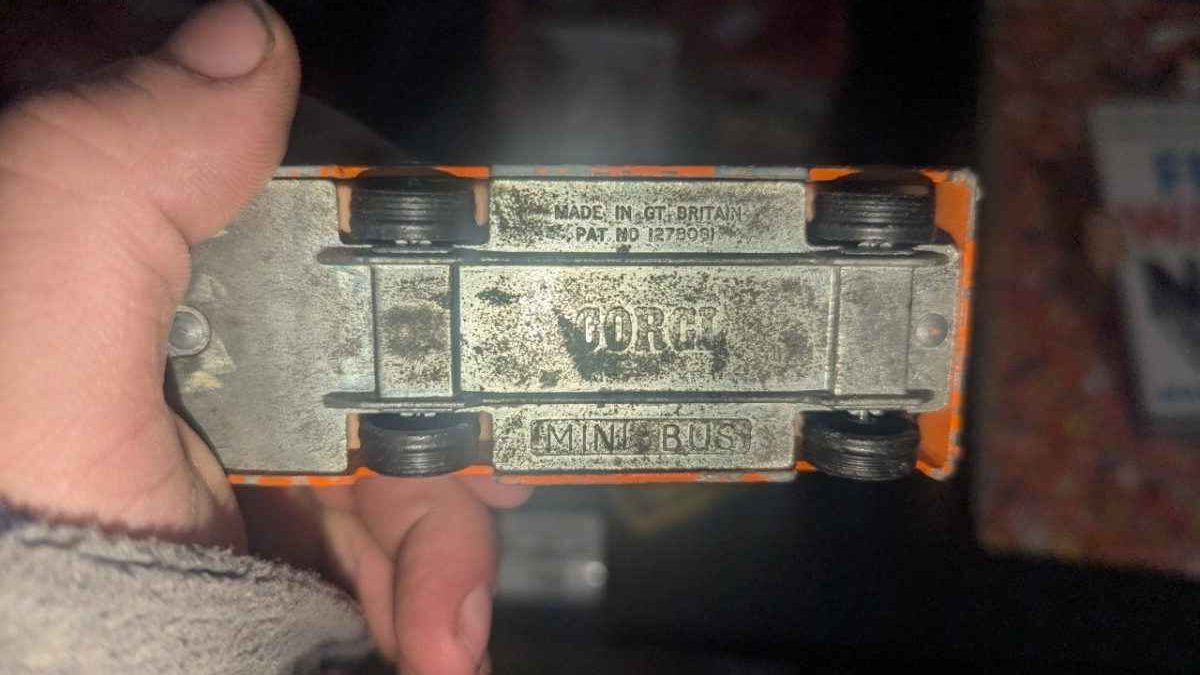 MADE IN GT. BRITAIN
PAT NO 1278091
CORGI
MINI BUS